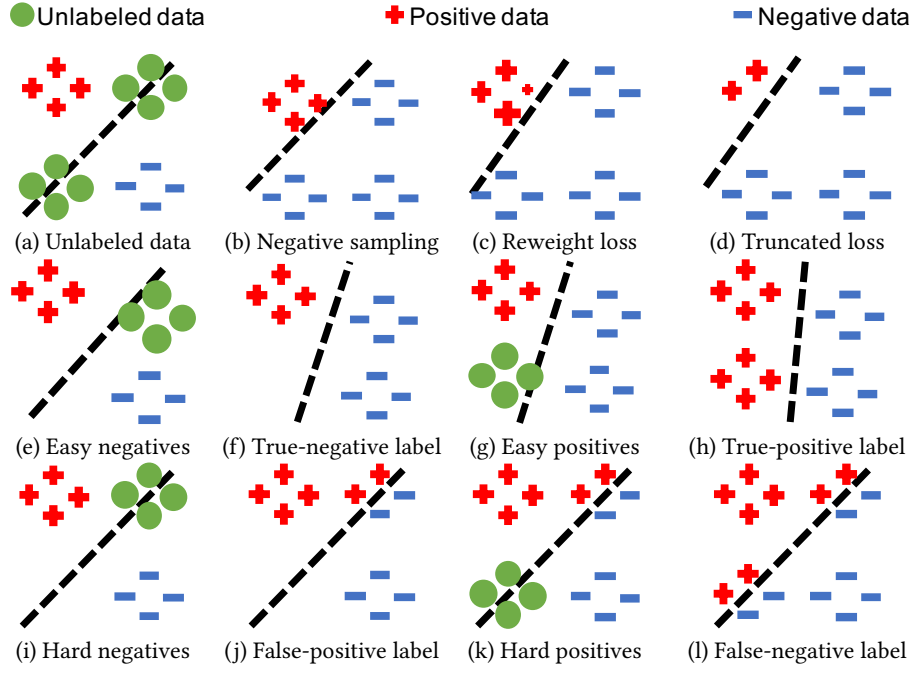 Unlabeled data Positive data Negative data
(a) Unlabeled data (b) Negative sampling (c) Reweight loss (d) Truncated loss
(e) Easy negatives (f) True-negative label (g) Easy positives (h) True-positive label
(i) Hard negatives (j) False-positive label (k) Hard positives (l) False-negative label